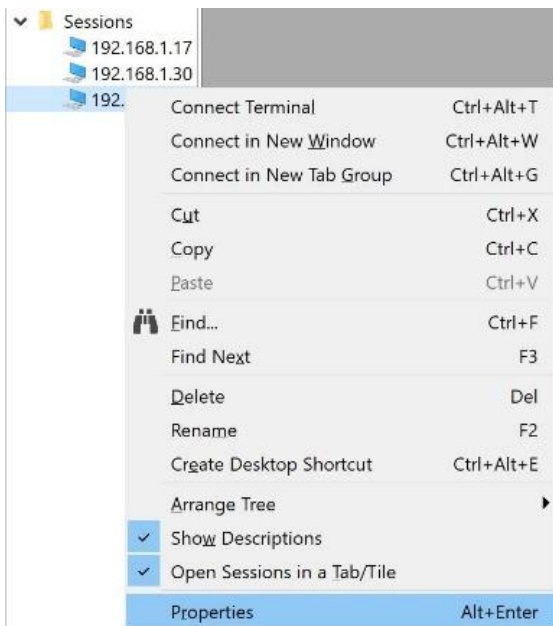 Sessions
192.168.1.17
192.168.1.30
192.
Connect Terminal Ctrl+Alt+T
Connect in New Window Ctrl+Alt+W
Connect in New Tab Group Ctrl+Alt+G
Cut Ctrl+X
Copy Ctrl+C
Paste Ctrl+V
Find... Ctrl+F
Find Next F3
Delete Del
Rename F2
Create Desktop Shortcut Ctrl+Alt+E
Arrange Tree
Show Descriptions
Open Sessions in a Tab/Tile
Properties Alt+Enter